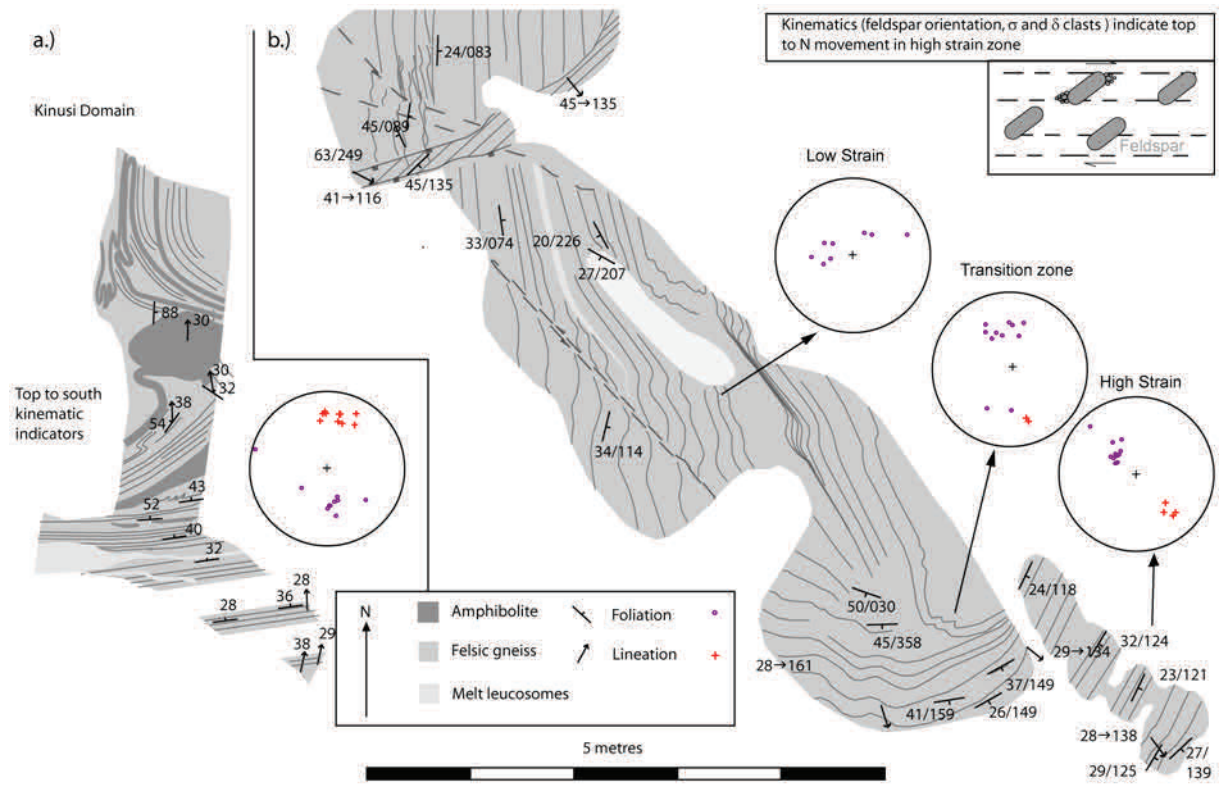 a.)
b.)
Kinematics (feldspar orientation, σ and δ clasts ) indicate top
to N movement in high strain zone
Feldspar
Kinusi Domain
24/083
45→135
45/089
63/249
45/135
41→116
Low Strain
33/074
20/226
27/207
Transition zone
88
30
High Strain
30
32
Top to south
kinematic
indicators
38
54
34/114
43
52
40
32
28
36
28
29
38
N
Amphibolite
Foliation
Felsic gneiss
Lineation
Melt leucosomes
50/030
45/358
28→161
24/118
32/124
29→134
37/149
23/121
41/159
26/149
28→138
29/125
27/
139
5 metres